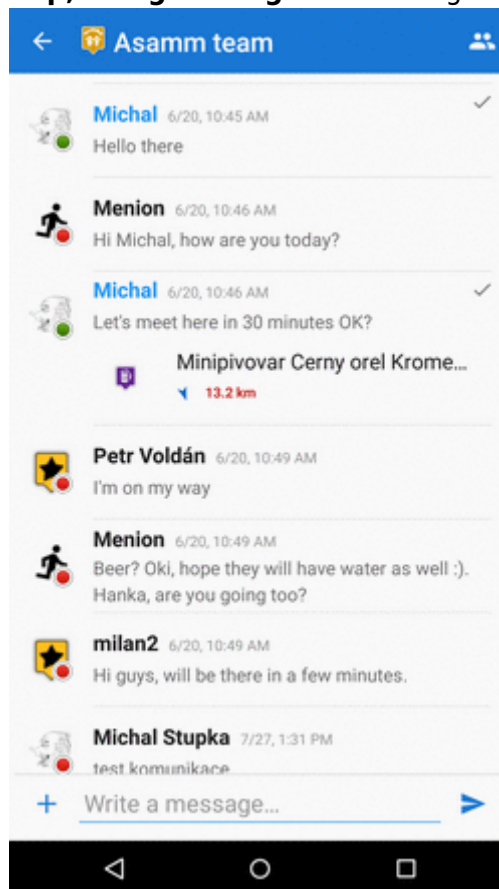 Asamm team
Michal 6/20, 10:45 AM
Hello there
Menion 6/20, 10:46 AM
Hi Michal, how are you today?
Michal 6/20, 10:46 AM
Let's meet here in 30 minutes OK?
Minipivovar Cerny orel Krome...
13.2 km
Petr Voldán 6/20, 10:49 AM
I'm on my way
Menion 6/20, 10:49 AM
Beer? Oki, hope they will have water as well :).
Hanka, are you going too?
milan2 6/20, 10:49 AM
Hi guys, will be there in a few minutes.
Michal Stupka 7/27, 1:31 PM
test komunikace
Write a message...